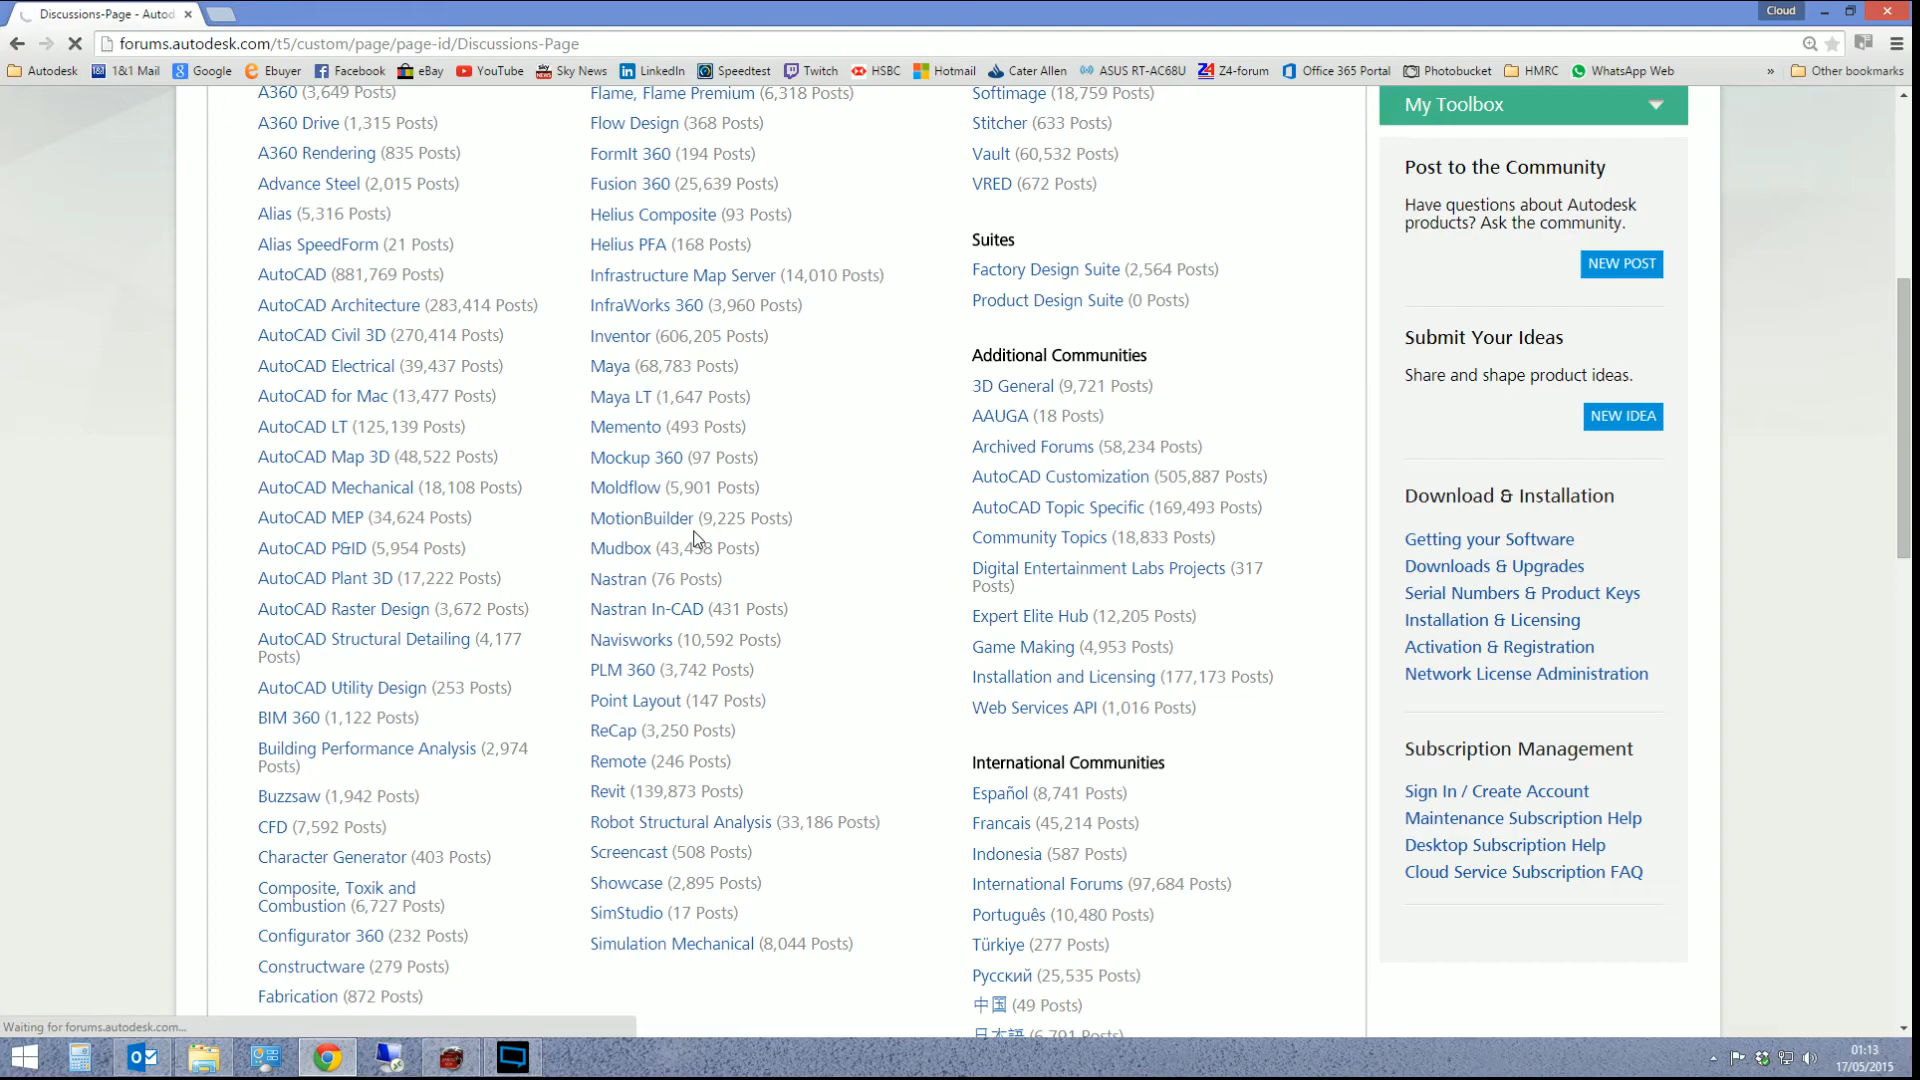 Discussions-Page - Autod
Cloud
forums.autodesk.com/t5/custom/page/page-id/Discussions-Page
Autodesk 1&1 Mail Google Ebuyer Facebook eBay YouTube Sky News LinkedIn Speedtest Twitch HSBC Hotmail Cater Allen ASUS RT-AC68U Z4-forum Office 365 Portal Photobucket HMRC WhatsApp Web » Other bookmarks
A360 (3,649 Posts)
A360 Drive (1,315 Posts)
A360 Rendering (835 Posts)
Advance Steel (2,015 Posts)
Alias (5,316 Posts)
Alias SpeedForm (21 Posts)
AutoCAD (881,769 Posts)
AutoCAD Architecture (283,414 Posts)
AutoCAD Civil 3D (270,414 Posts)
AutoCAD Electrical (39,437 Posts)
AutoCAD for Mac (13,477 Posts)
AutoCAD LT (125,139 Posts)
AutoCAD Map 3D (48,522 Posts)
AutoCAD Mechanical (18,108 Posts)
AutoCAD MEP (34,624 Posts)
AutoCAD P&ID (5,954 Posts)
AutoCAD Plant 3D (17,222 Posts)
AutoCAD Raster Design (3,672 Posts)
AutoCAD Structural Detailing (4,177
Posts)
AutoCAD Utility Design (253 Posts)
BIM 360 (1,122 Posts)
Building Performance Analysis (2,974
Posts)
Buzzsaw (1,942 Posts)
CFD (7,592 Posts)
Character Generator (403 Posts)
Composite, Toxik and
Combustion (6,727 Posts)
Configurator 360 (232 Posts)
Constructware (279 Posts)
Fabrication (872 Posts)
Flame, Flame Premium (6,318 Posts)
Flow Design (368 Posts)
FormIt 360 (194 Posts)
Fusion 360 (25,639 Posts)
Helius Composite (93 Posts)
Helius PFA (168 Posts)
Infrastructure Map Server (14,010 Posts)
InfraWorks 360 (3,960 Posts)
Inventor (606,205 Posts)
Maya (68,783 Posts)
Maya LT (1,647 Posts)
Memento (493 Posts)
Mockup 360 (97 Posts)
Moldflow (5,901 Posts)
MotionBuilder (9,225 Posts)
Mudbox Posts)
Nastran (76 Posts)
Nastran In-CAD (431 Posts)
Navisworks (10,592 Posts)
PLM 360 (3,742 Posts)
Point Layout (147 Posts)
ReCap (3,250 Posts)
Remote (246 Posts)
Revit (139,873 Posts)
Robot Structural Analysis (33,186 Posts)
Screencast (508 Posts)
Showcase (2,895 Posts)
SimStudio (17 Posts)
Simulation Mechanical (8,044 Posts)
Softimage (18,759 Posts)
Stitcher (633 Posts)
Vault (60,532 Posts)
VRED (672 Posts)
Suites
Factory Design Suite (2,564 Posts)
Product Design Suite (0 Posts)
Additional Communities
3D General (9,721 Posts)
AAUGA (18 Posts)
Archived Forums (58,234 Posts)
AutoCAD Customization (505,887 Posts)
AutoCAD Topic Specific (169,493 Posts)
Community Topics (18,833 Posts)
Digital Entertainment Labs Projects (317
Posts)
Expert Elite Hub (12,205 Posts)
Game Making (4,953 Posts)
Installation and Licensing (177,173 Posts)
Web Services API (1,016 Posts)
International Communities
Español (8,741 Posts)
Francais (45,214 Posts)
Indonesia (587 Posts)
International Forums (97,684 Posts)
Português (10,480 Posts)
Türkiye (277 Posts)
Русский (25,535 Posts)
中国 (49 Posts)
日本語 (6,791 Posts)
My Toolbox
Post to the Community
Have questions about Autodesk
products? Ask the community.
NEW POST
Submit Your Ideas
Share and shape product ideas.
NEW IDEA
Download & Installation
Getting your Software
Downloads & Upgrades
Serial Numbers & Product Keys
Installation & Licensing
Activation & Registration
Network License Administration
Subscription Management
Sign In / Create Account
Maintenance Subscription Help
Desktop Subscription Help
Cloud Service Subscription FAQ
Waiting for forums.autodesk.com...
01:13
17/05/2015